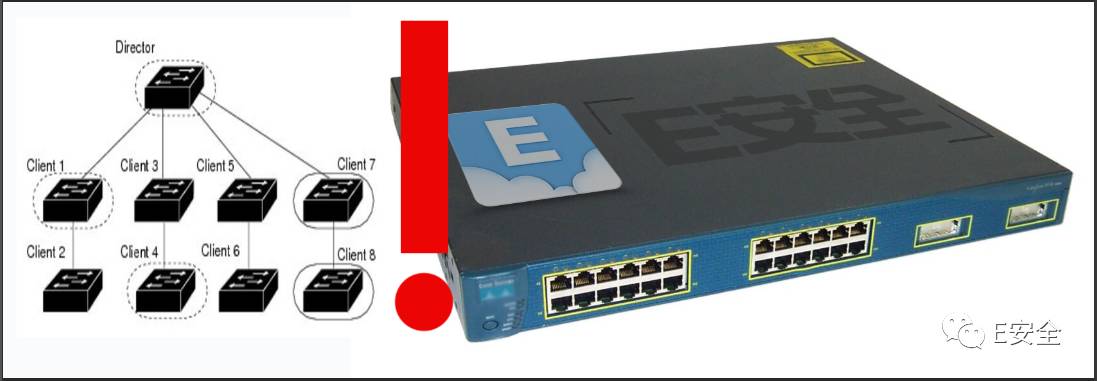 Director
Client 1
Client 3
Client 5
Client 7
Client 2
Client 4
Client 6
Client 8
E
E安全
E安全